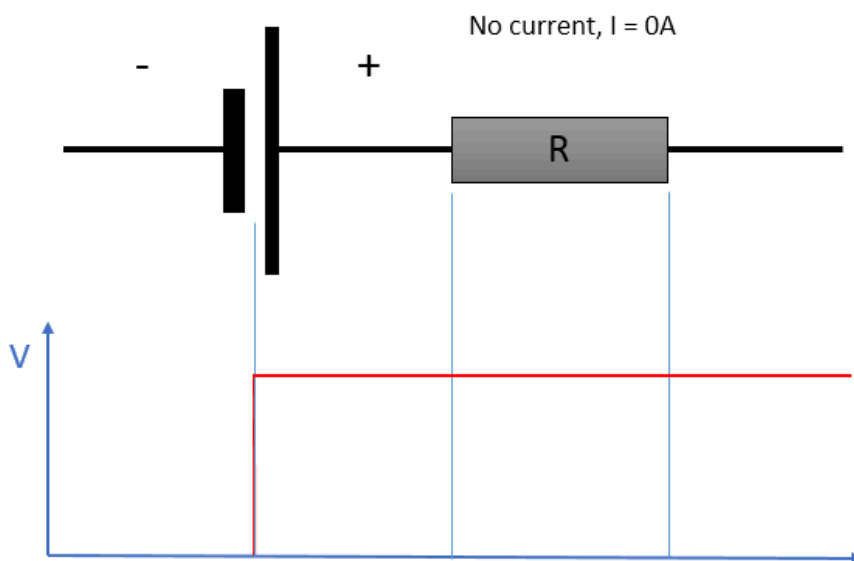 No current, I = 0A
- +
R
V